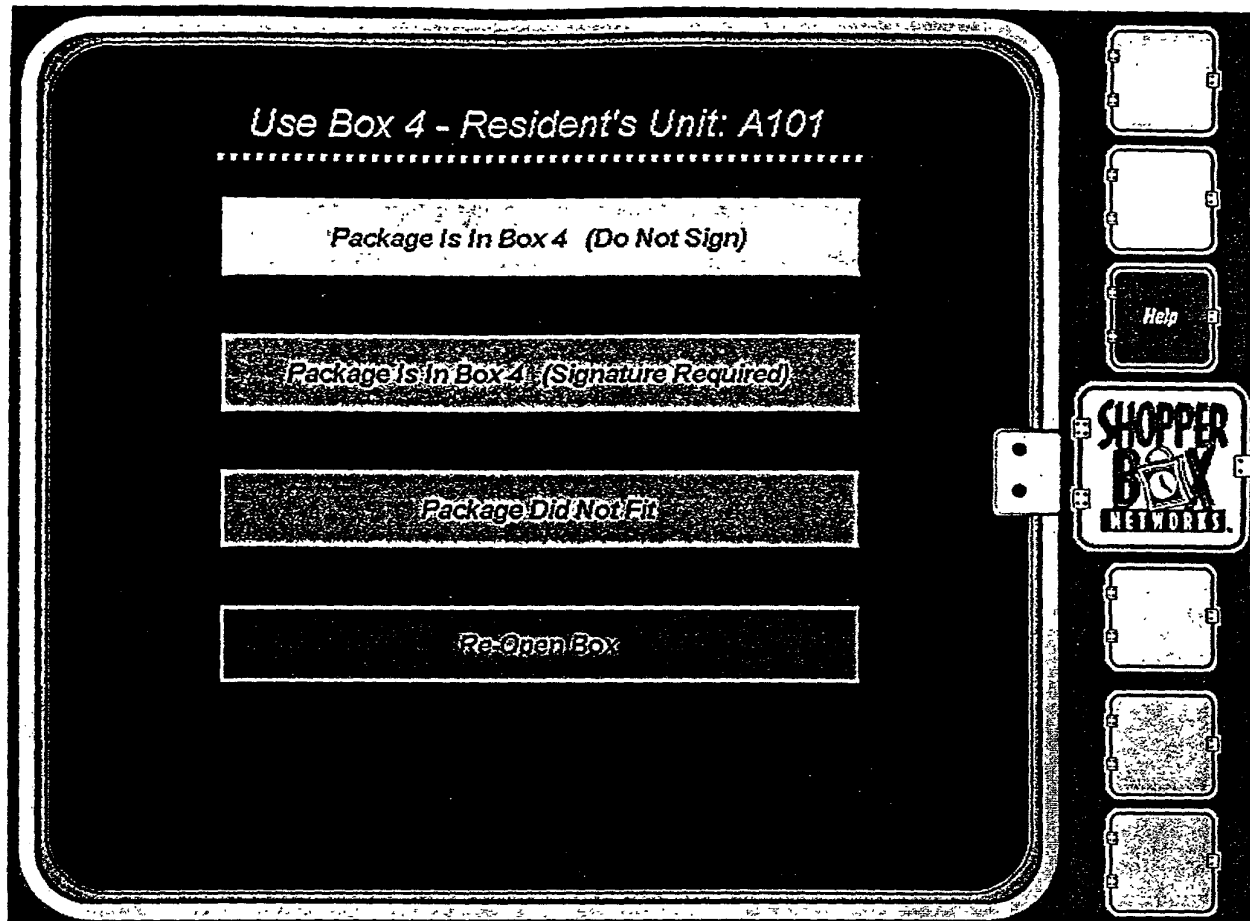 Use Box 4 - Resident's Unit: A101
Package Is In Box 4 (Do Not Sign)
Package Is In Box 4 (Signature Required)
Package Did Not Fit
Re-Open Box
Help
SHOPPER
BOX
NETWORKS™